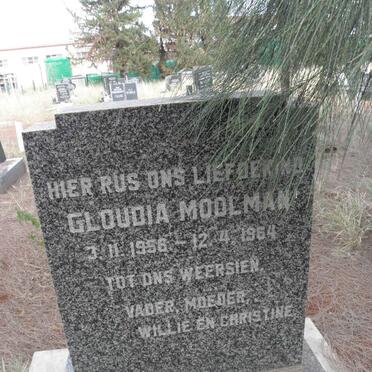 HIER RUS ONS LIEFDEKIND
GLOUDIA MOOLMAN
3.11.1956 - 12.4.1964
TOT ONS WEERSIEN,
VADER, MOEDER,
WILLIE EN CHRISTINE